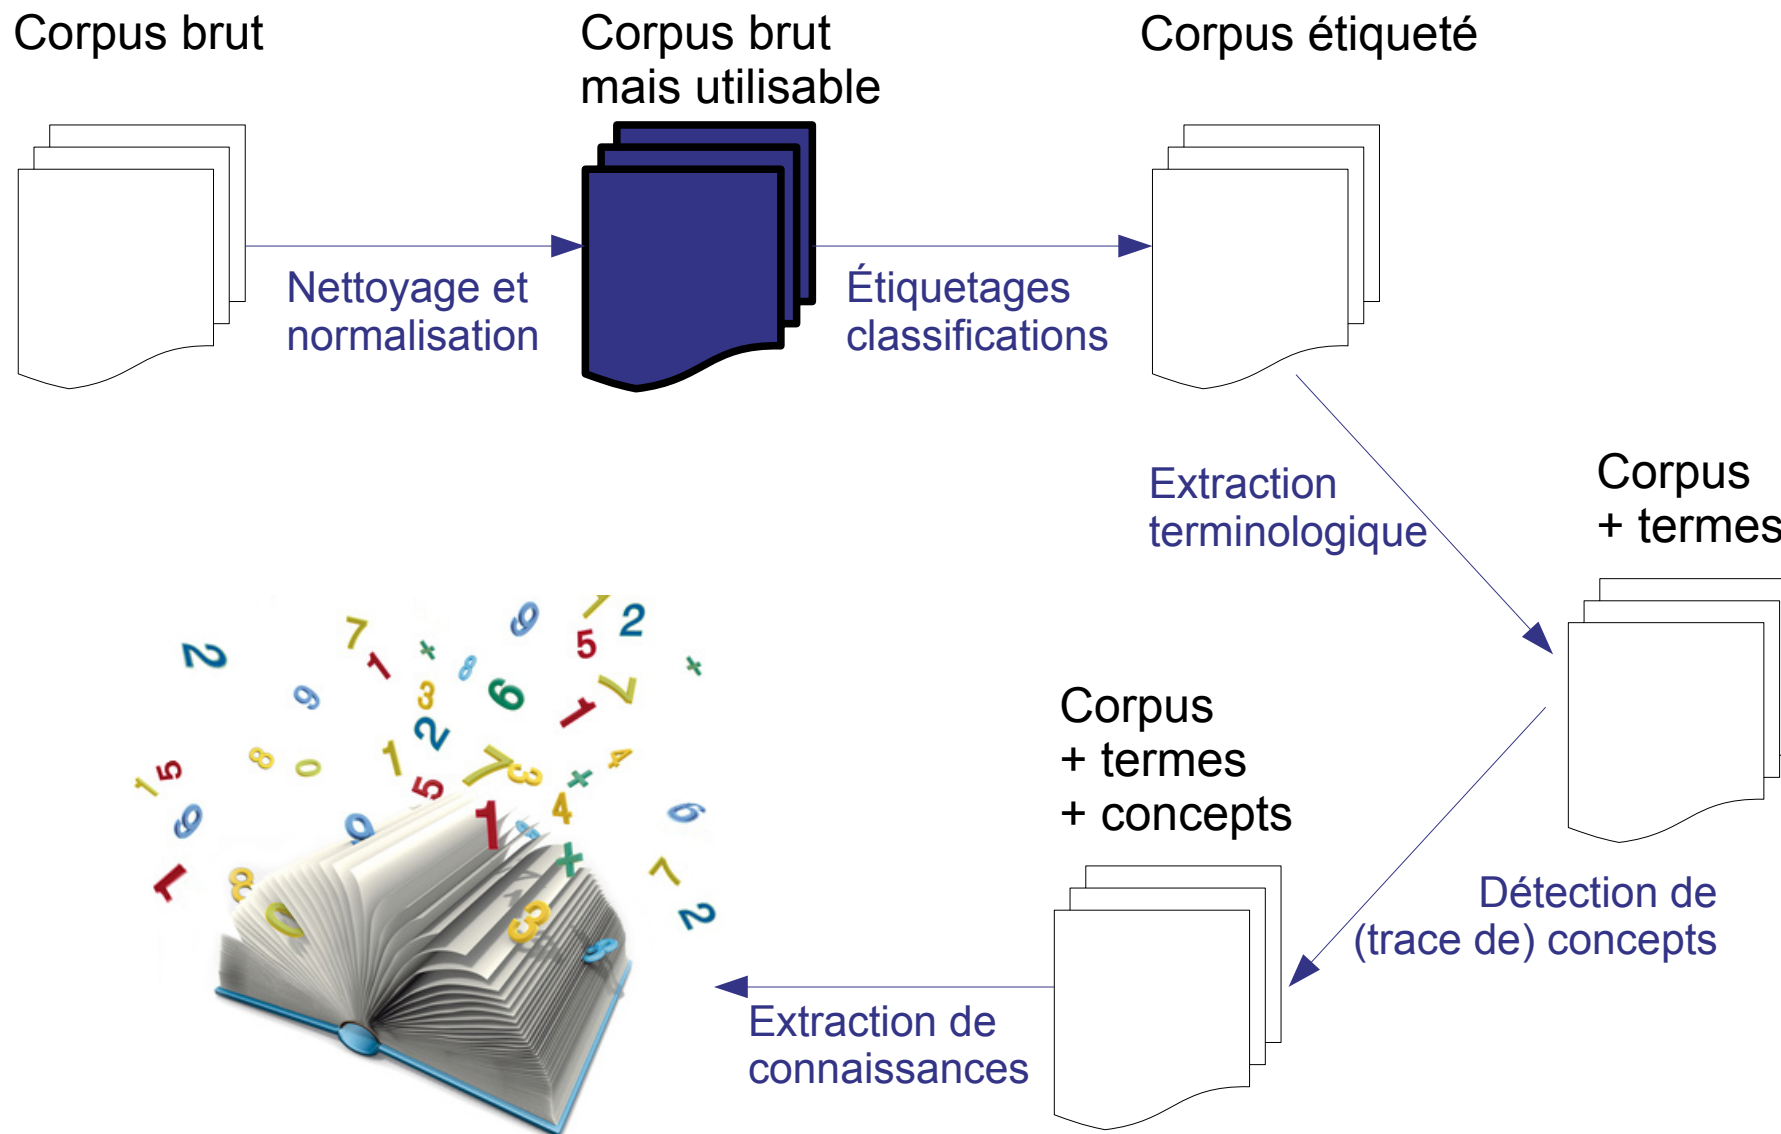 Corpus brut
Corpus brut
mais utilisable
Corpus étiqueté
Nettoyage et
normalisation
Étiquetages
classifications
Extraction
terminologique
Corpus
+ termes
Détection de
(trace de) concepts
Corpus
+ termes
+ concepts
Extraction de
connaissances